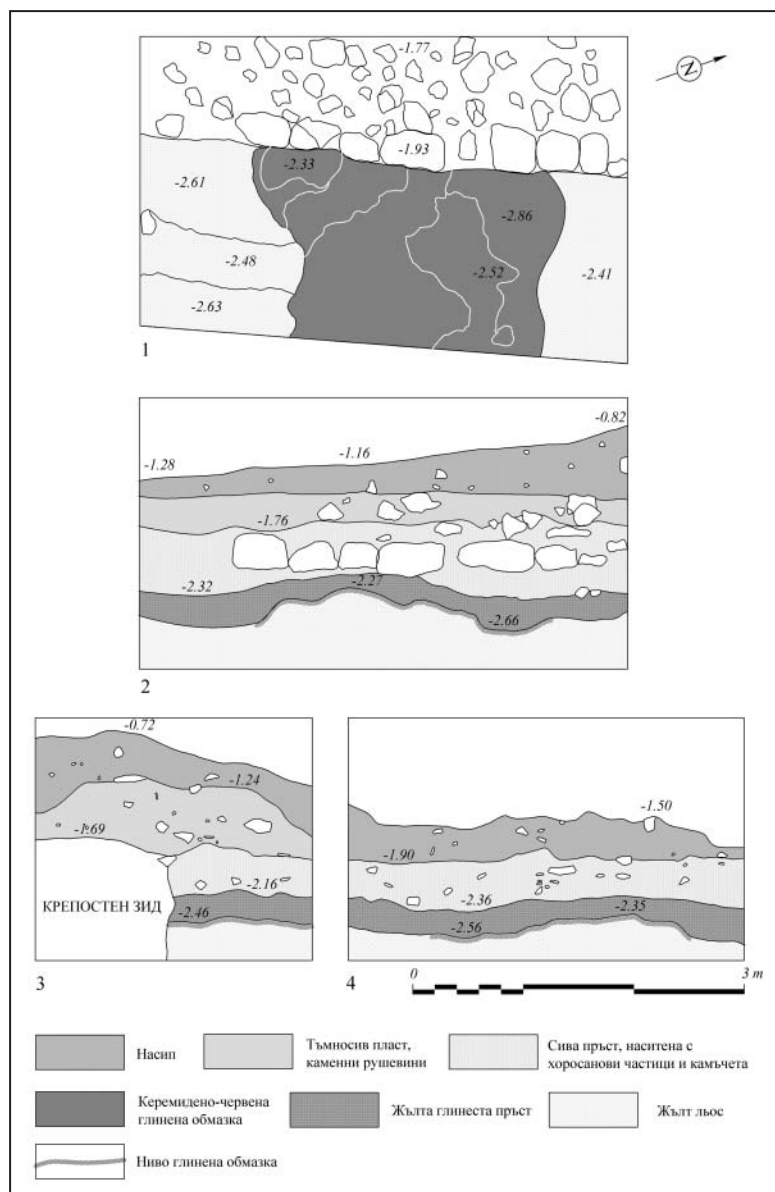 -1.77
N
-1.93
-2.33
-2.61
-2.86
-2.48
-2.52
-2.41
-2.63
1
-0.82
-1.28
-1.16
-1.76
-2.32
-2.27
-2.66
2
-0.72
-1.24
-1.69
-2.16
КРЕПОСТЕН ЗИД
-2.46
3
-1.50
-1.90
-2.36
-2.35
-2.56
4
0
3 m
Насип
Тъмносив пласт,
каменни рушевини
Сива пръст, наситена с
хоросанови частици и камъчета
Керемидено-червена
глинена обмазка
Жълта глинеста пръст
Жълт льос
Ниво глинена обмазка